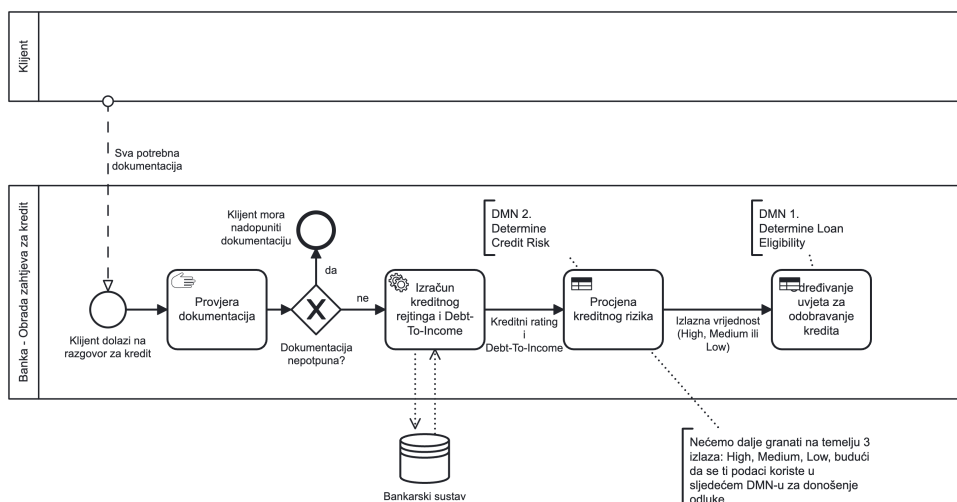 Klijent
Sva potrebna
dokumentacija
Banka - Obrada zahtjeva za kredit
Klijent dolazi na
razgovor za kredit
Provjera
dokumentacija
Klijent mora
nadopuniti
dokumentaciju
da
ne
Dokumentacija
nepotpuna?
Izračun
kreditnog
rejtinga i Debt-
To-Income
Kreditni rating
i
Debt-To-Income
DMN 2.
Determine
Credit Risk
Procjena
kreditnog rizika
Izlazna vrijednost
(High, Medium ili
Low)
DMN 1.
Determine Loan
Eligibility
Određivanje
uvjeta za
odobravanje
kredita
Bankarski sustav
Nećemo dalje granati na temelju 3
izlaza: High, Medium, Low, budući
da se ti podaci koriste u
sljedećem DMN-u za donošenje
odluke